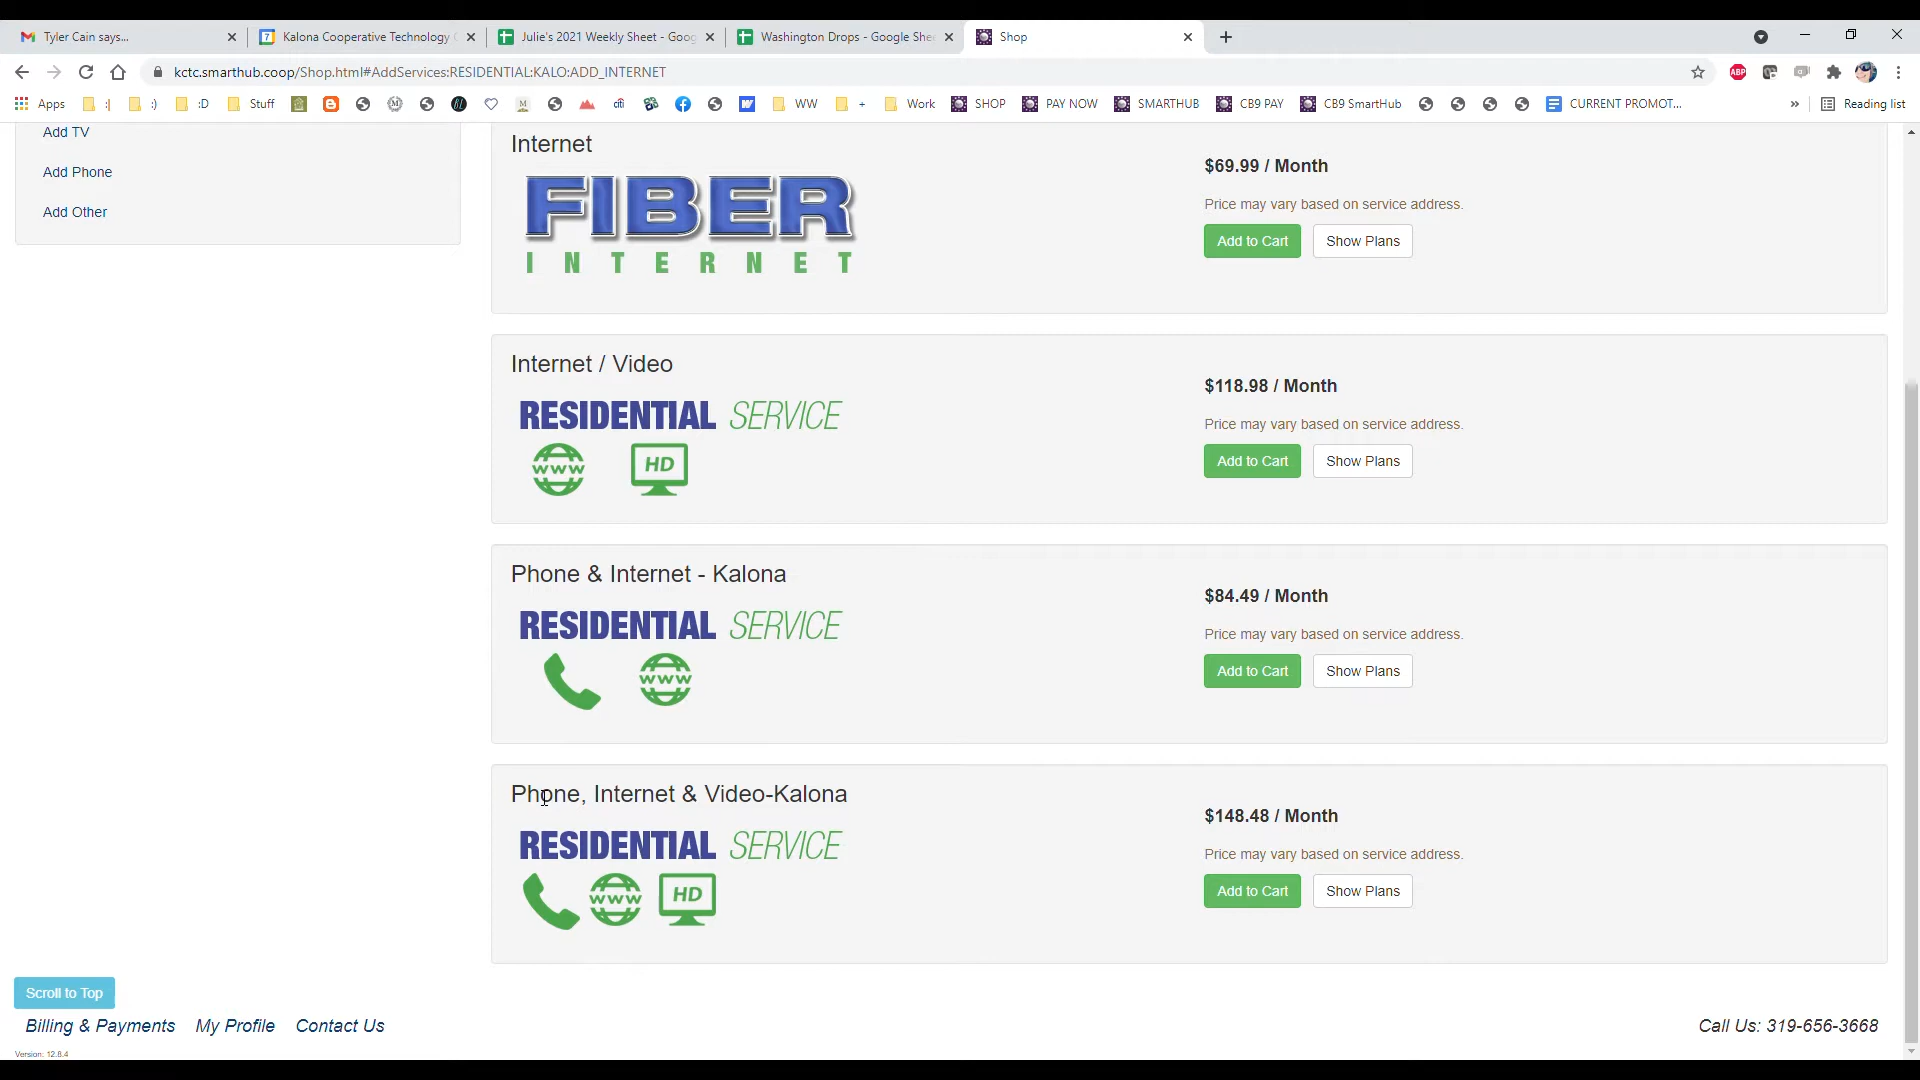 Tyler Cain says...
Kalona Cooperative Technology C
Julie's 2021 Weekly Sheet - Goog
Washington Drops - Google Shee
Shop
kctc.smarthub.coop/Shop.html#AddServices:RESIDENTIAL:KALO:ADD_INTERNET
ABP
Apps :| :) :D Stuff WW + Work SHOP PAY NOW SMARTHUB CB9 PAY CB9 SmartHub CURRENT PROMOT... » Reading list
Add TV
Add Phone
Add Other
Internet
FIBER
INTERNET
$69.99 / Month
Price may vary based on service address.
Add to Cart Show Plans
Internet / Video
RESIDENTIAL SERVICE
WWW HD
$118.98 / Month
Price may vary based on service address.
Add to Cart Show Plans
Phone & Internet - Kalona
RESIDENTIAL SERVICE
WWW
$84.49 / Month
Price may vary based on service address.
Add to Cart Show Plans
Phone, Internet & Video-Kalona
RESIDENTIAL SERVICE
WWW HD
$148.48 / Month
Price may vary based on service address.
Add to Cart Show Plans
Scroll to Top
Billing & Payments My Profile Contact Us
Call Us: 319-656-3668
Version: 12.8.4